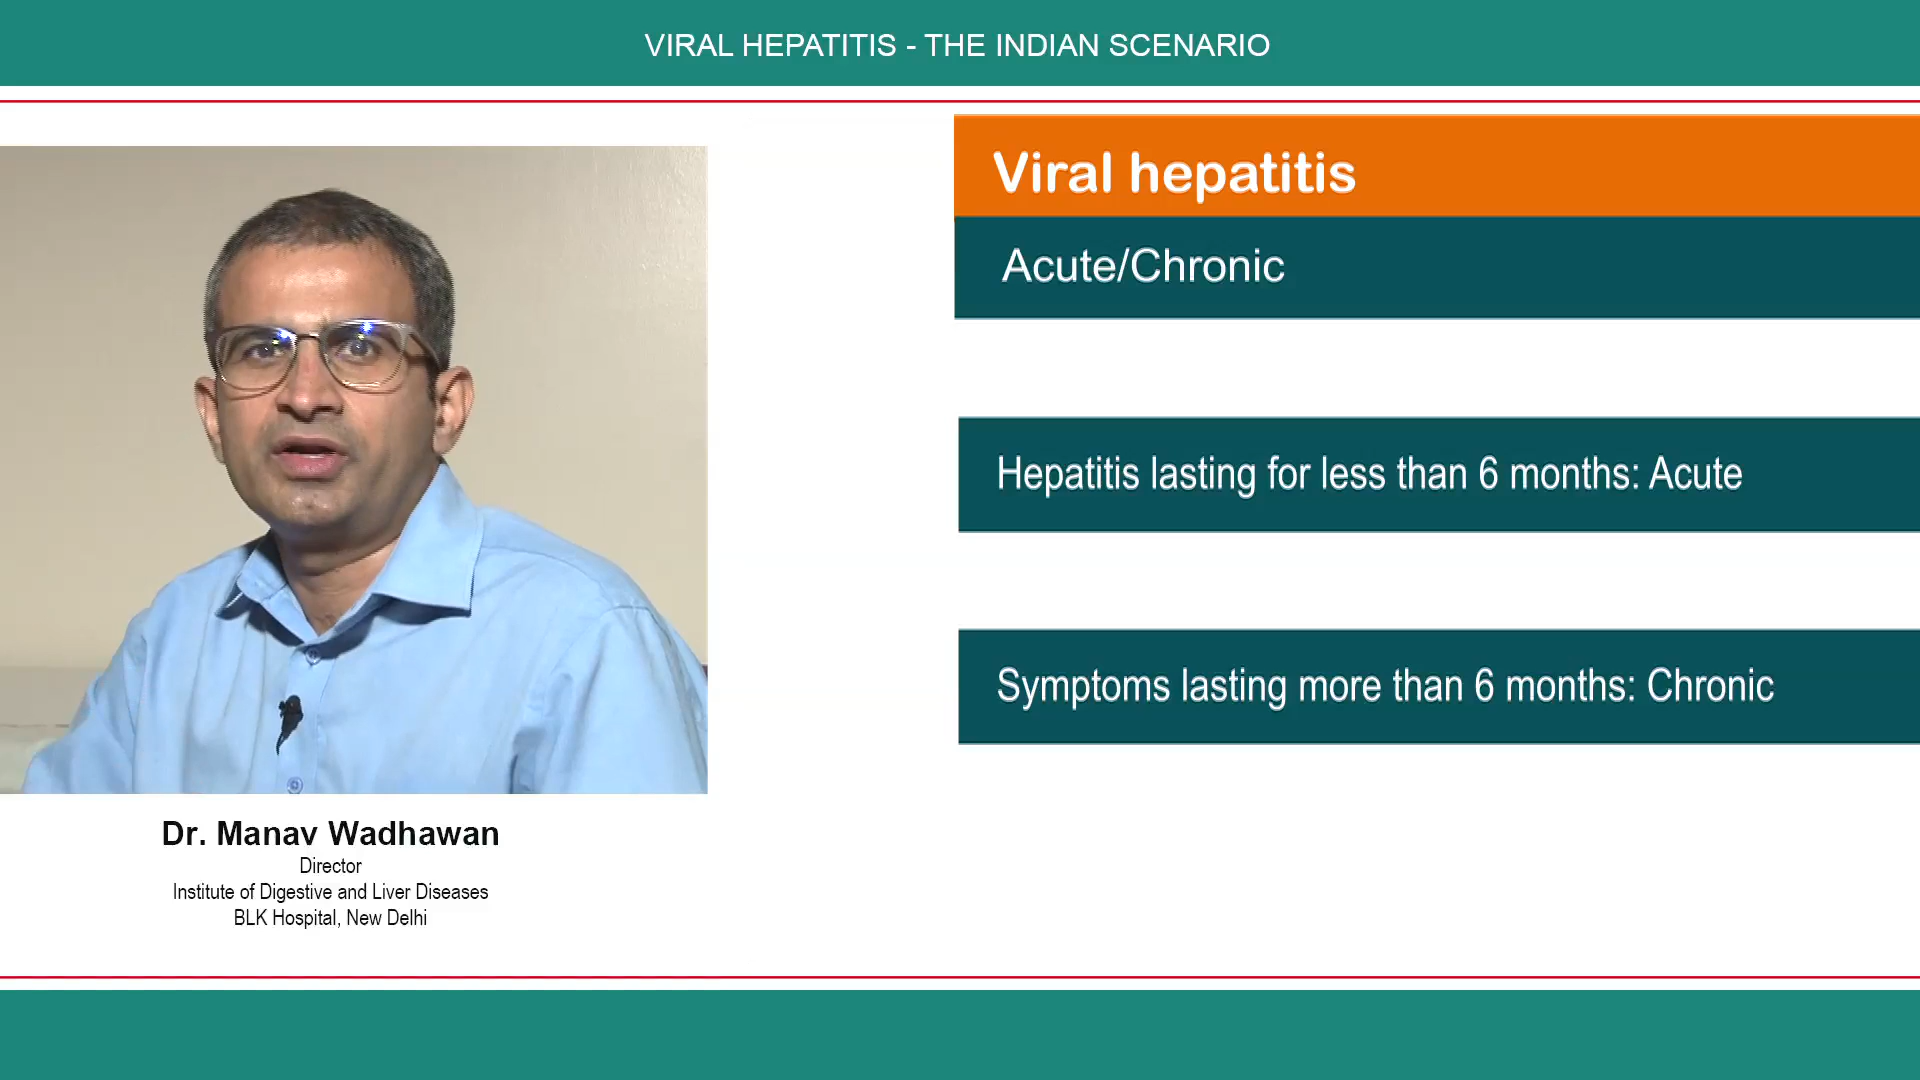 VIRAL HEPATITIS - THE INDIAN SCENARIO
Viral hepatitis
Acute/Chronic
Hepatitis lasting for less than 6 months: Acute
Symptoms lasting more than 6 months: Chronic
Dr. Manav Wadhawan
Director
Institute of Digestive and Liver Diseases
BLK Hospital, New Delhi